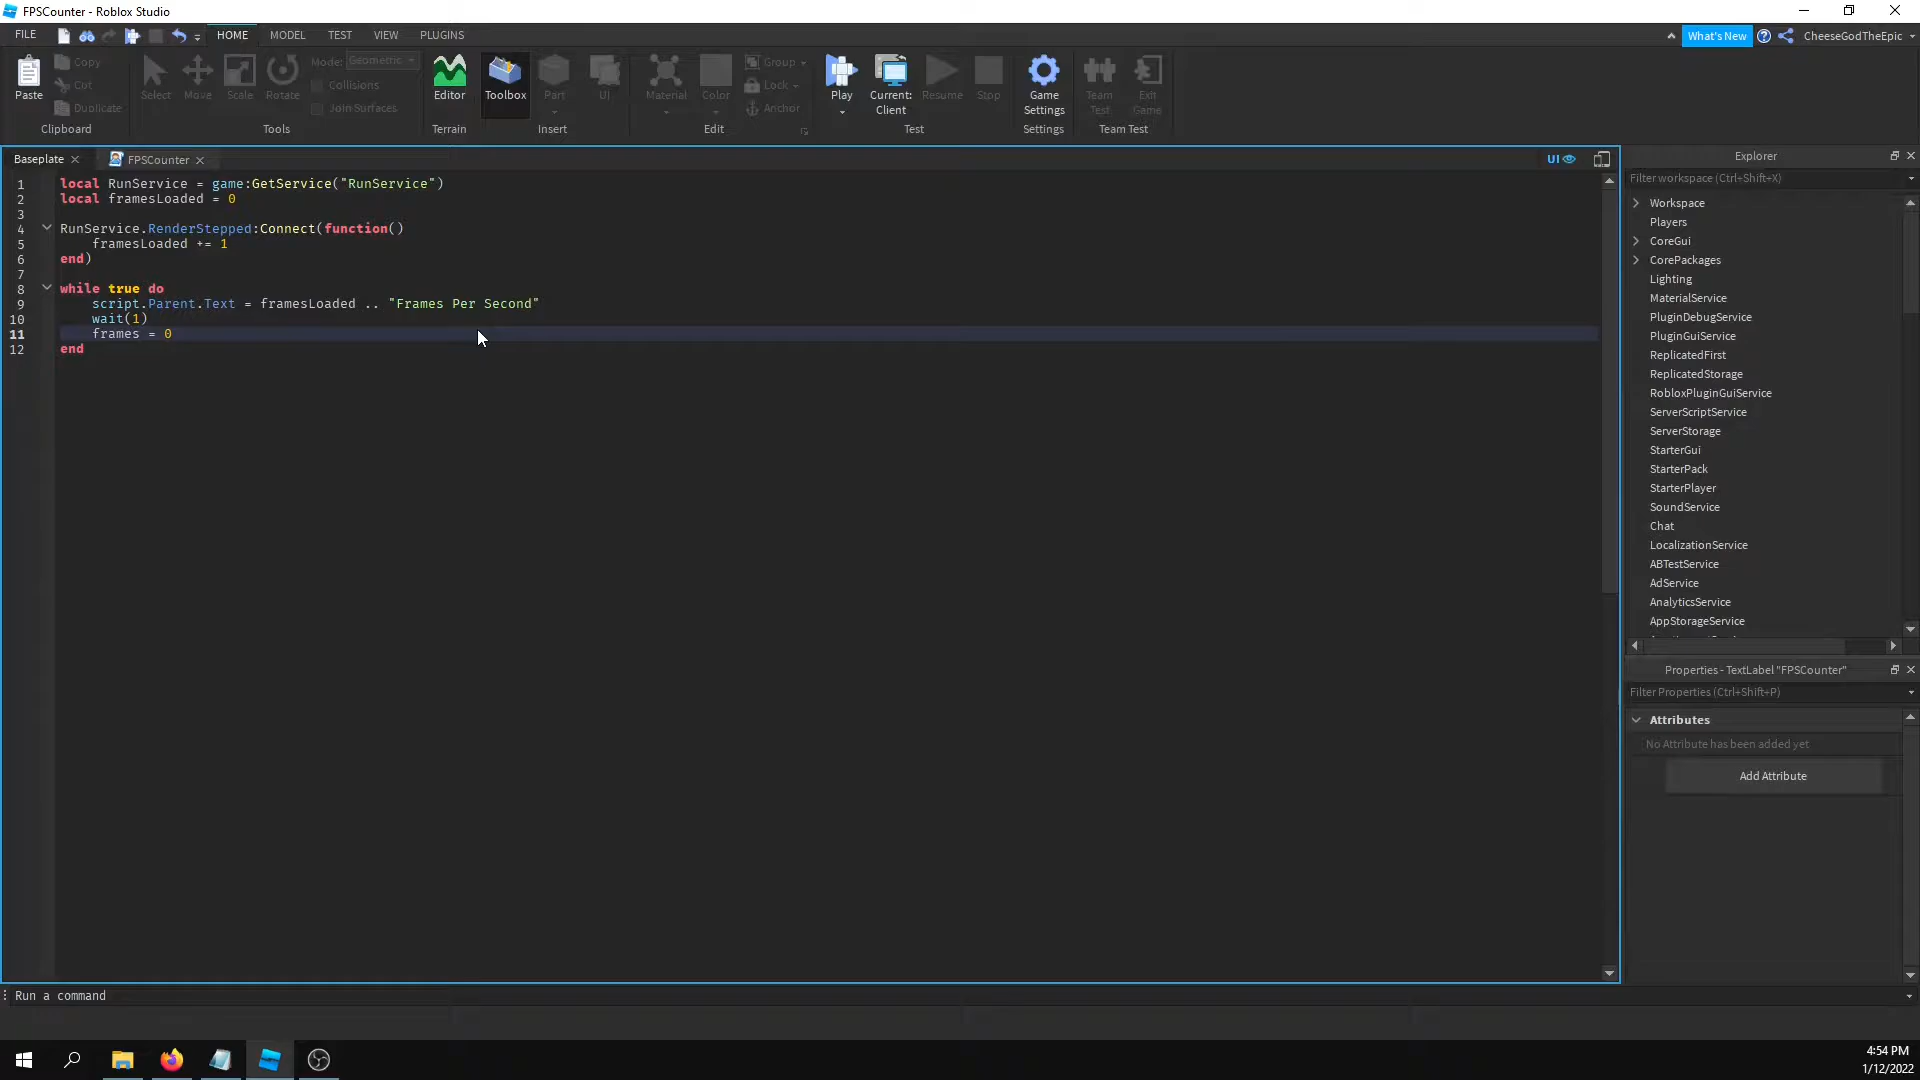 FPSCounter - Roblox Studio
FILE HOME MODEL TEST VIEW PLUGINS What's New CheeseGodTheEpic
Paste
Copy
Cut
Duplicate
Clipboard
Select Move Scale Rotate
Mode: Geometric
Collisions
Join Surfaces
Tools
Editor
Terrain
Toolbox Part UI
Insert
Material Color
Group
Lock
Anchor
Edit
Play
Current: Client
Resume Stop
Test
Game Settings
Settings
Team Test
Exit Game
Team Test
Baseplate FPSCounter UI
1 local RunService = game:GetService("RunService")
2 local framesLoaded = 0
3
4 RunService.RenderStepped:Connect(function()
5 framesLoaded += 1
6 end)
7
8 while true do
9 script.Parent.Text = framesLoaded .. "Frames Per Second"
10 wait(1)
11 frames = 0
12 end
Explorer
Filter workspace (Ctrl+Shift+X)
Workspace
Players
CoreGui
CorePackages
Lighting
MaterialService
PluginDebugService
PluginGuiService
ReplicatedFirst
ReplicatedStorage
RobloxPluginGuiService
ServerScriptService
ServerStorage
StarterGui
StarterPack
StarterPlayer
SoundService
Chat
LocalizationService
ABTestService
AdService
AnalyticsService
AppStorageService
Properties - TextLabel "FPSCounter"
Filter Properties (Ctrl+Shift+P)
Attributes
No Attribute has been added yet
Add Attribute
Run a command
4:54 PM
1/12/2022